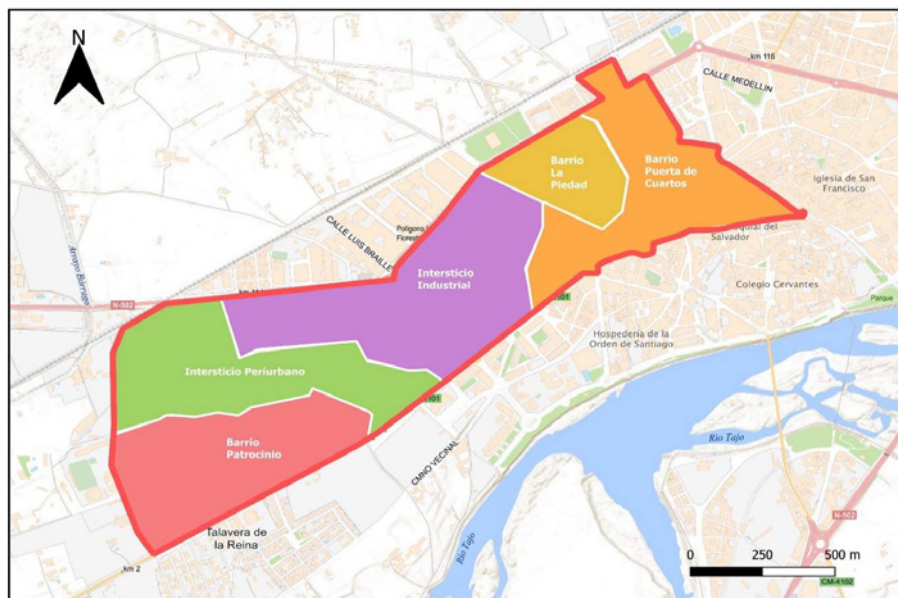 N
km 116
CALLE MEDELLIN
Barrio
La
Piedad
Barrio
Puerta de
Cuartos
Iglesia de San
Francisco
CALLE LUIS BRAILLE
Polígono
Salvador
Arroyo Bárrago
Intersticio
Industrial
Colegio Cervantes
N-502
Parque
Hospedería de la
Orden de Santiago
Intersticio Periurbano
Barrio
Patrocinio
Río Tajo
CMNO VECINAL
Talavera de
la Reina
Río Tajo
N-502
km 2
0 250 500 m
CM-4102